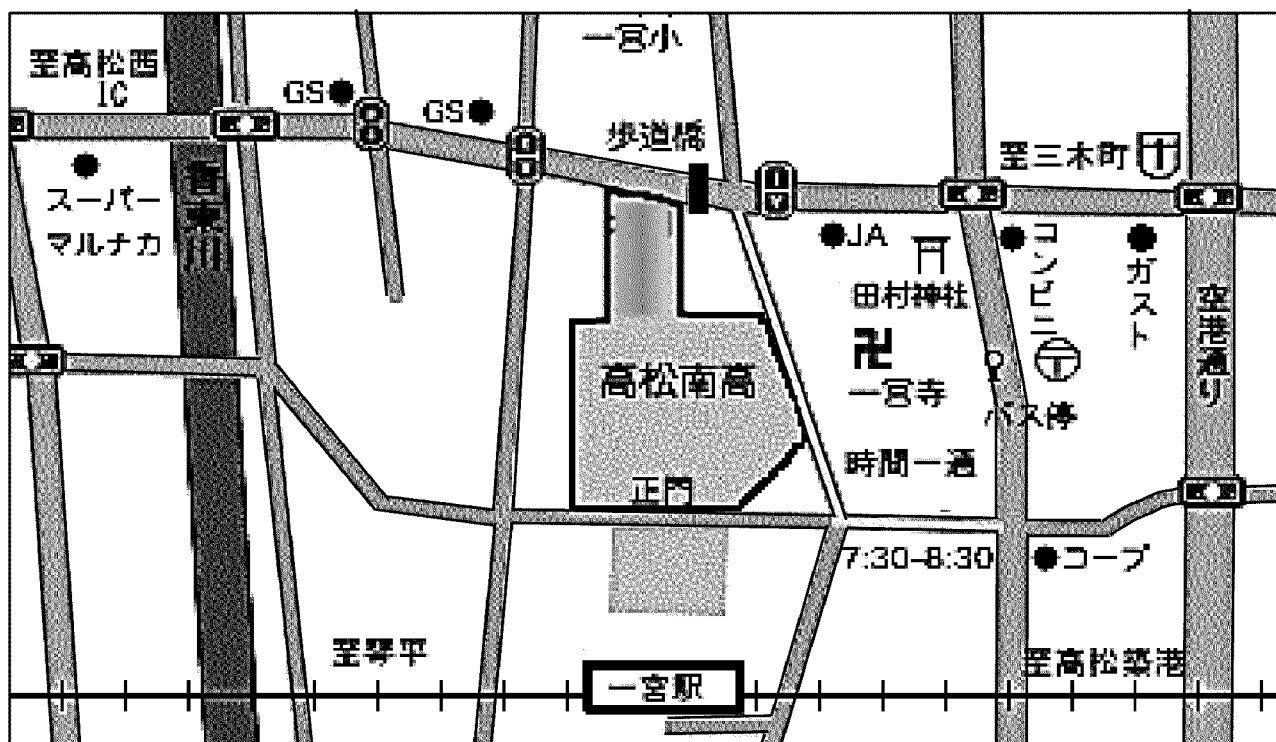 一宮小
至高松西
IC
GS
GS
歩道橋
至三木町
香東川
スーパー
マルナカ
JA
田村神社
コンビニ
ガスト
空港通り
高松南高
一宮寺
バス停
時間一通
正門
7:30-8:30
コープ
至琴平
一宮駅
至高松築港